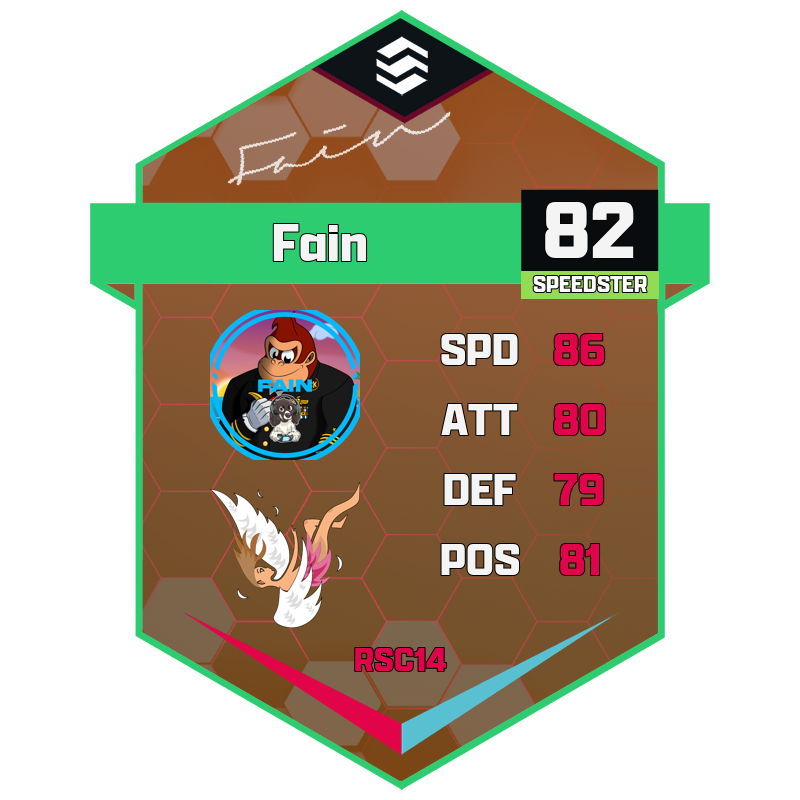 Fain
Fain
82
SPEEDSTER
FAIN
SPD 86
ATT 80
DEF 79
POS 81
RSC14